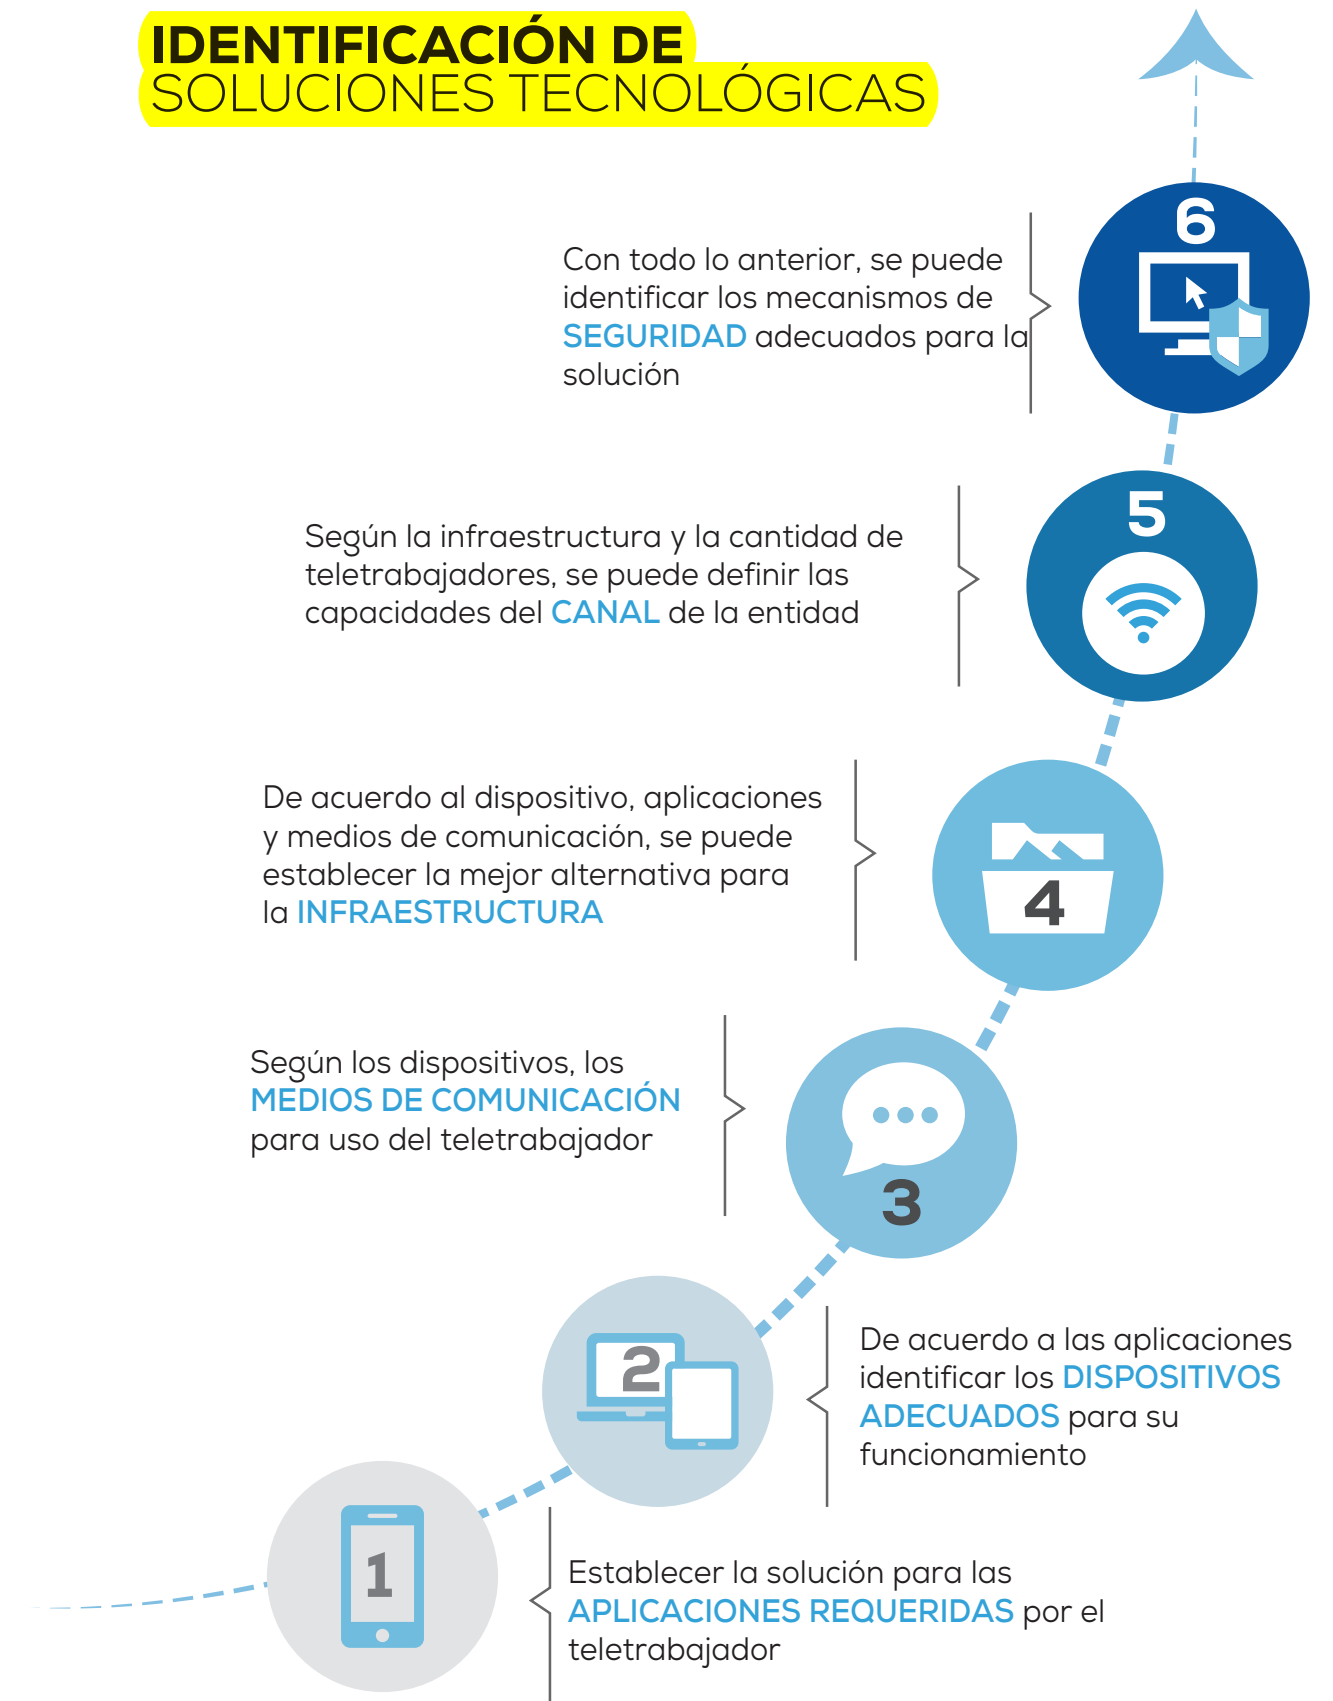 IDENTIFICACIÓN DE
SOLUCIONES TECNOLÓGICAS
6
Con todo lo anterior, se puede
identificar los mecanismos de
SEGURIDAD adecuados para la
solución
5
Según la infraestructura y la cantidad de
teletrabajadores, se puede definir las
capacidades del CANAL de la entidad
De acuerdo al dispositivo, aplicaciones
y medios de comunicación, se puede
establecer la mejor alternativa para
la INFRAESTRUCTURA
4
Según los dispositivos, los
MEDIOS DE COMUNICACIÓN
para uso del teletrabajador
3
2
De acuerdo a las aplicaciones
identificar los DISPOSITIVOS
ADECUADOS para su
funcionamiento
1
Establecer la solución para las
APLICACIONES REQUERIDAS por el
teletrabajador